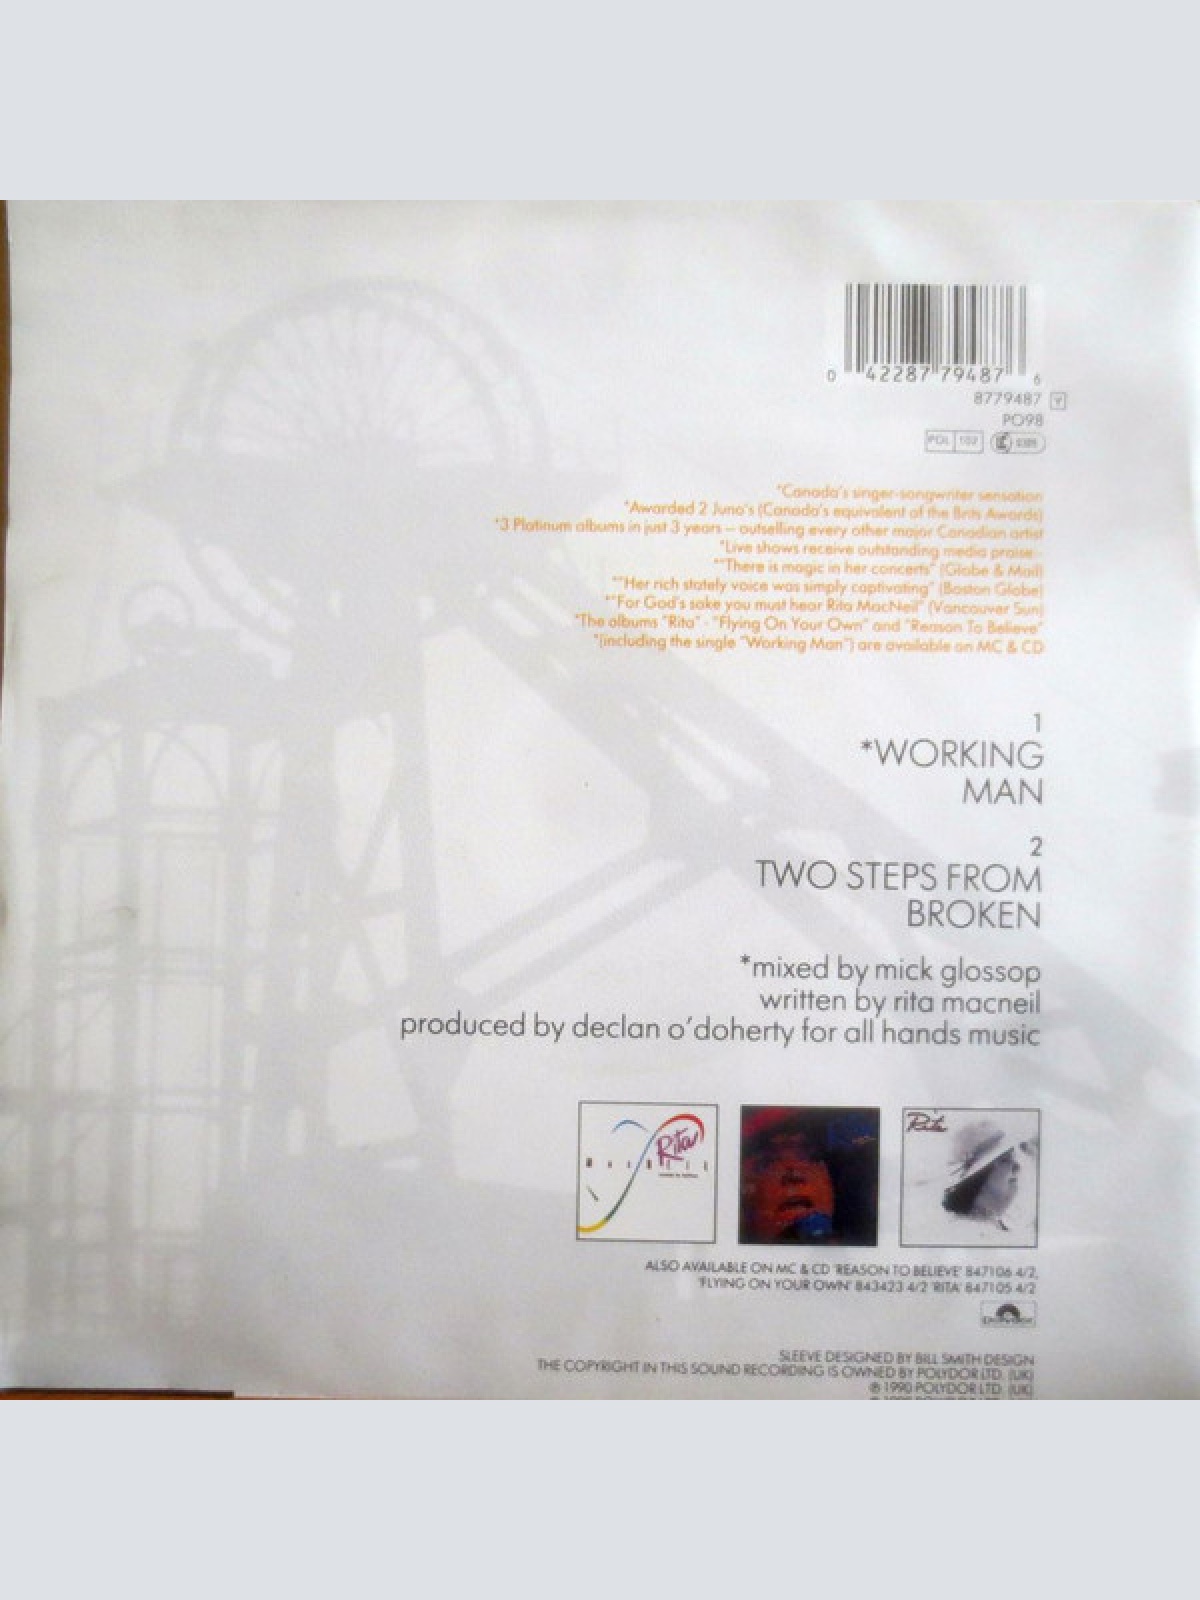 0 42287 79487 6
8779487 Y
PO98
POL 102
*Canada's singer-songwriter sensation
*Awarded 2 Juno's (Canada's equivalent of the Brits Awards)
*3 Platinum albums in just 3 years – outselling every other major Canadian artist
*Live shows receive outstanding media praise:-
*"There is magic in her concerts" (Globe & Mail)
*"Her rich stately voice was simply captivating" (Boston Globe)
*"For God's sake you must hear Rita MacNeil" (Vancouver Sun)
*The albums "Rita" - "Flying On Your Own" and "Reason To Believe"
*(including the single "Working Man") are available on MC & CD
1
*WORKING
MAN
2
TWO STEPS FROM
BROKEN
*mixed by mick glossop
written by rita macneil
produced by declan o'doherty for all hands music
Rita
Rita
ALSO AVAILABLE ON MC & CD 'REASON TO BELIEVE' 847106 4/2,
'FLYING ON YOUR OWN' 843423 4/2 'RITA' 847105 4/2
Polydor
SLEEVE DESIGNED BY BILL SMITH DESIGN
THE COPYRIGHT IN THIS SOUND RECORDING IS OWNED BY POLYDOR LTD. (UK)
℗ 1990 POLYDOR LTD. (UK)